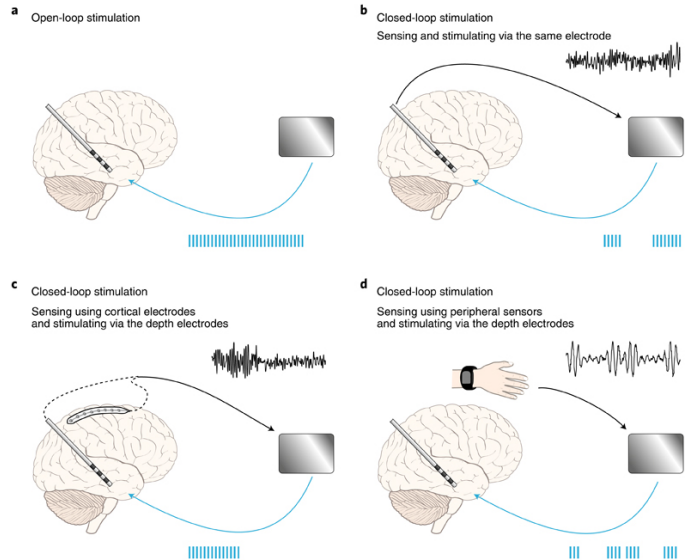 a
Open-loop stimulation
b
Closed-loop stimulation
Sensing and stimulating via the same electrode
c
Closed-loop stimulation
Sensing using cortical electrodes
and stimulating via the depth electrodes
d
Closed-loop stimulation
Sensing using peripheral sensors
and stimulating via the depth electrodes